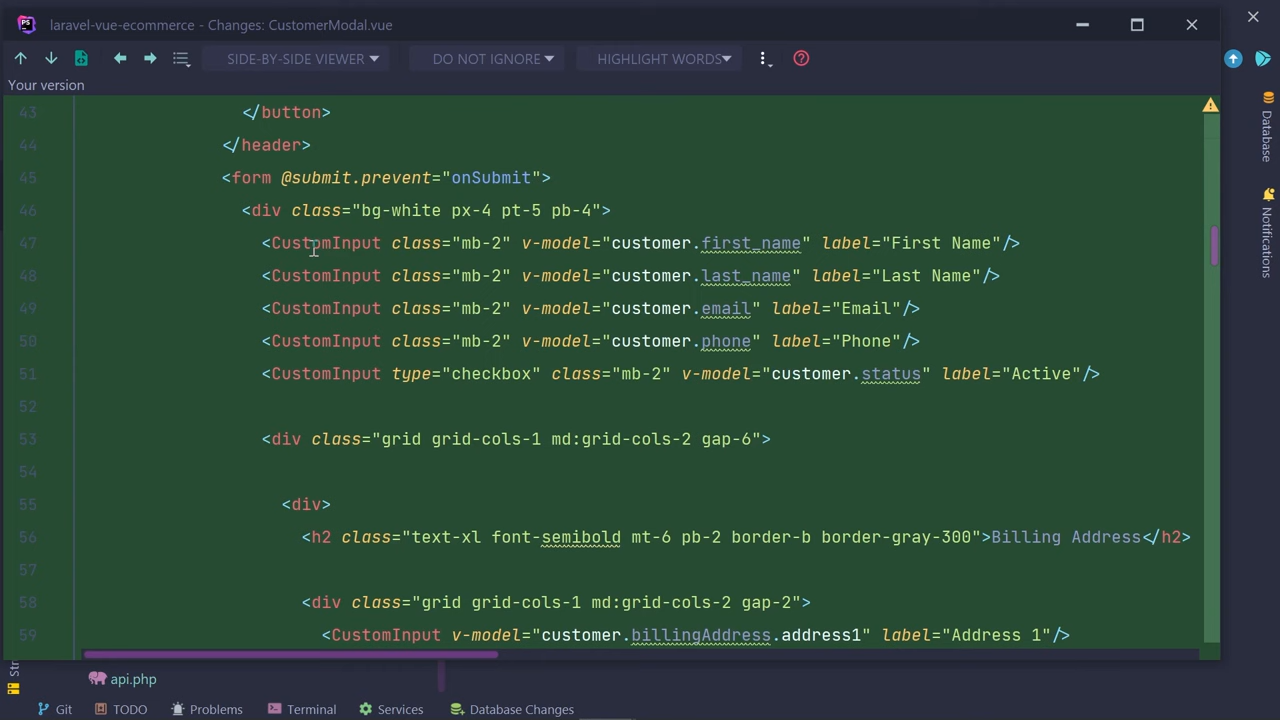 PS laravel-vue-ecommerce - Changes: CustomerModal.vue
SIDE-BY-SIDE VIEWER DO NOT IGNORE HIGHLIGHT WORDS
Your version
43 </button>
44 </header>
45 <form @submit.prevent="onSubmit">
46 <div class="bg-white px-4 pt-5 pb-4">
47 <CustomInput class="mb-2" v-model="customer.first_name" label="First Name"/>
48 <CustomInput class="mb-2" v-model="customer.last_name" label="Last Name"/>
49 <CustomInput class="mb-2" v-model="customer.email" label="Email"/>
50 <CustomInput class="mb-2" v-model="customer.phone" label="Phone"/>
51 <CustomInput type="checkbox" class="mb-2" v-model="customer.status" label="Active"/>
52
53 <div class="grid grid-cols-1 md:grid-cols-2 gap-6">
54
55 <div>
56 <h2 class="text-xl font-semibold mt-6 pb-2 border-b border-gray-300">Billing Address</h2>
57
58 <div class="grid grid-cols-1 md:grid-cols-2 gap-2">
59 <CustomInput v-model="customer.billingAddress.address1" label="Address 1"/>
Database
Notifications
Str
api.php
Git TODO Problems Terminal Services Database Changes